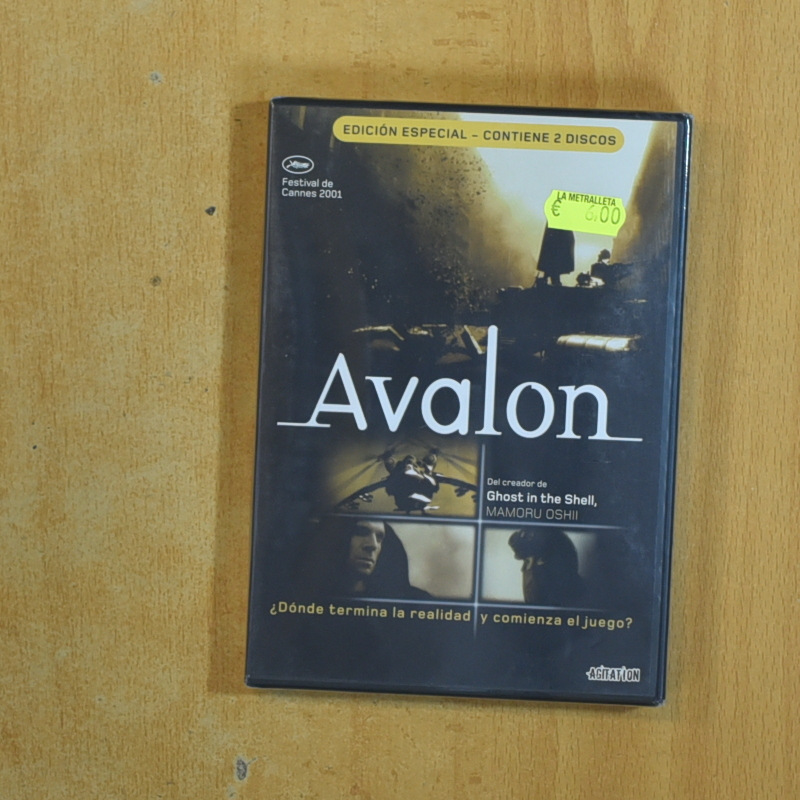 EDICIÓN ESPECIAL – CONTIENE 2 DISCOS
Festival de
Cannes 2001
LA METRALLETA
€ 6,00
Avalon
Del creador de
Ghost in the Shell,
MAMORU OSHII
¿Dónde termina la realidad y comienza el juego?
AGITATION